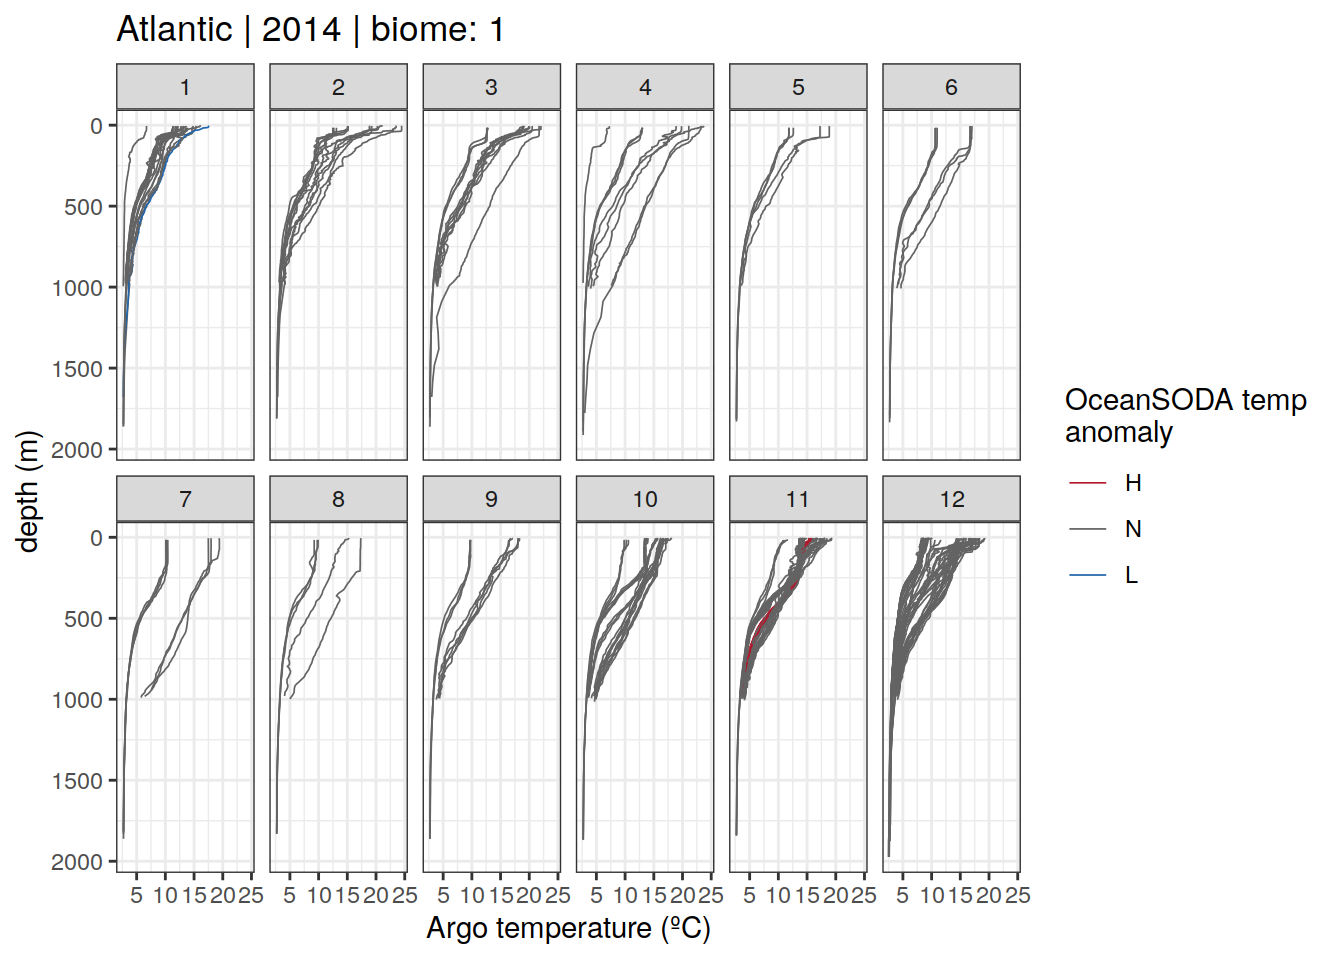 Atlantic | 2014 | biome: 1
1 2 3 4 5 6
0
500
1000
1500
2000
7 8 9 10 11 12
0
500
1000
1500
2000
5 10 15 20 25 5 10 15 20 25 5 10 15 20 25 5 10 15 20 25 5 10 15 20 25 5 10 15 20 25
Argo temperature (ºC)
depth (m)
OceanSODA temp
anomaly
H
N
L